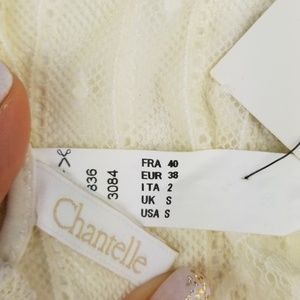 FRA 40
EUR 38
ITA 2
UK S
USA S
836
3084
Chantelle